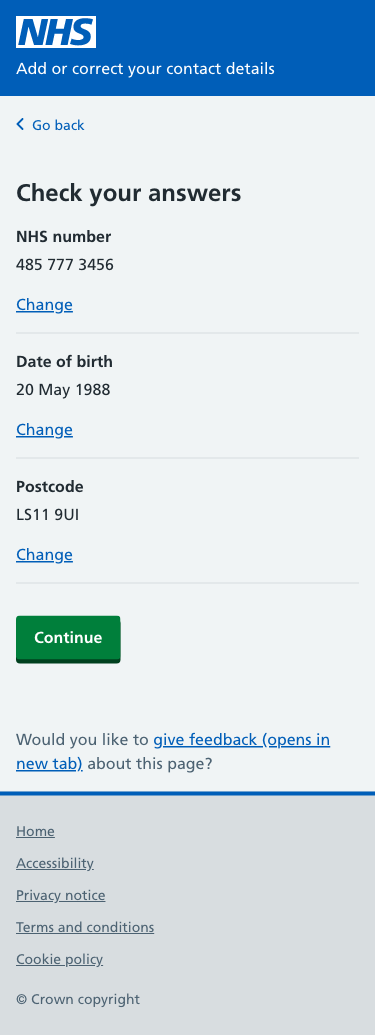 NHS
Add or correct your contact details
Go back
Check your answers
NHS number
485 777 3456
Change
Date of birth
20 May 1988
Change
Postcode
LS11 9UI
Change
Continue
Would you like to give feedback (opens in
new tab) about this page?
Home
Accessibility
Privacy notice
Terms and conditions
Cookie policy
© Crown copyright